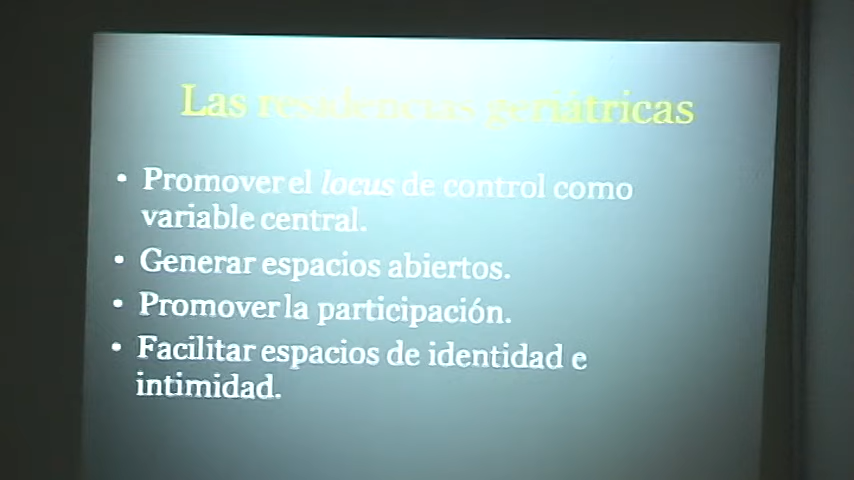 Las residencias geriátricas
• Promover el locus de control como
variable central.
• Generar espacios abiertos.
• Promover la participación.
• Facilitar espacios de identidad e
intimidad.